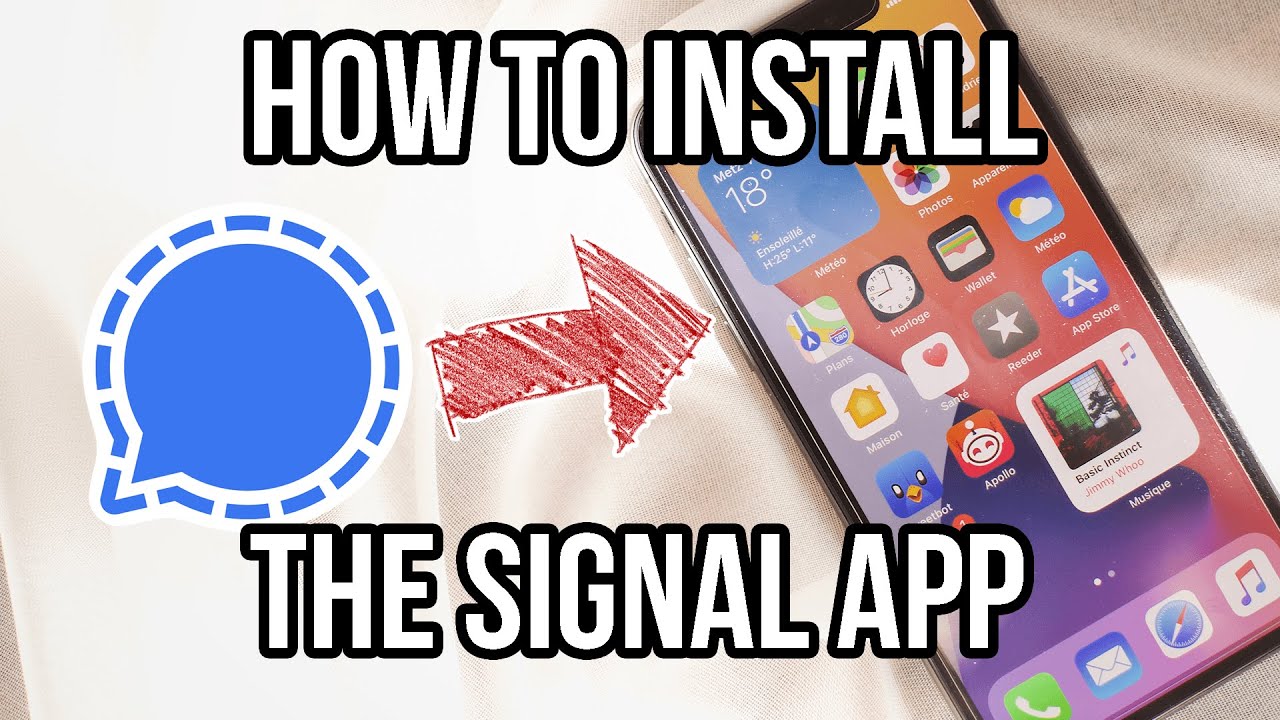 HOW TO INSTALL
THE SIGNAL APP
Metz
18°
Ensoleillé
H:25° L:11°
Météo
Photos
Appareil
Météo
Horloge
Wallet
Plans
280
Santé
Reeder
App Store
Maison
Apollo
Basic Instinct
Jimmy Whoo
Musique